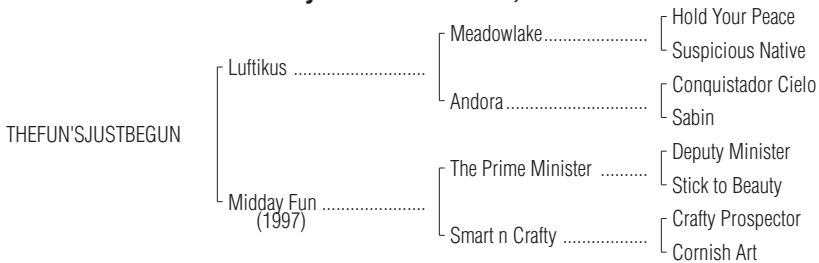 Hold Your Peace
Meadowlake........................
Suspicious Native
Luftikus ..............................
Conquistador Cielo
Andora................................
Sabin
THEFUN'SJUSTBEGUN
Deputy Minister
The Prime Minister ..........
Stick to Beauty
Midday Fun ........................
(1997)
Crafty Prospector
Smart n Crafty ....................
Cornish Art